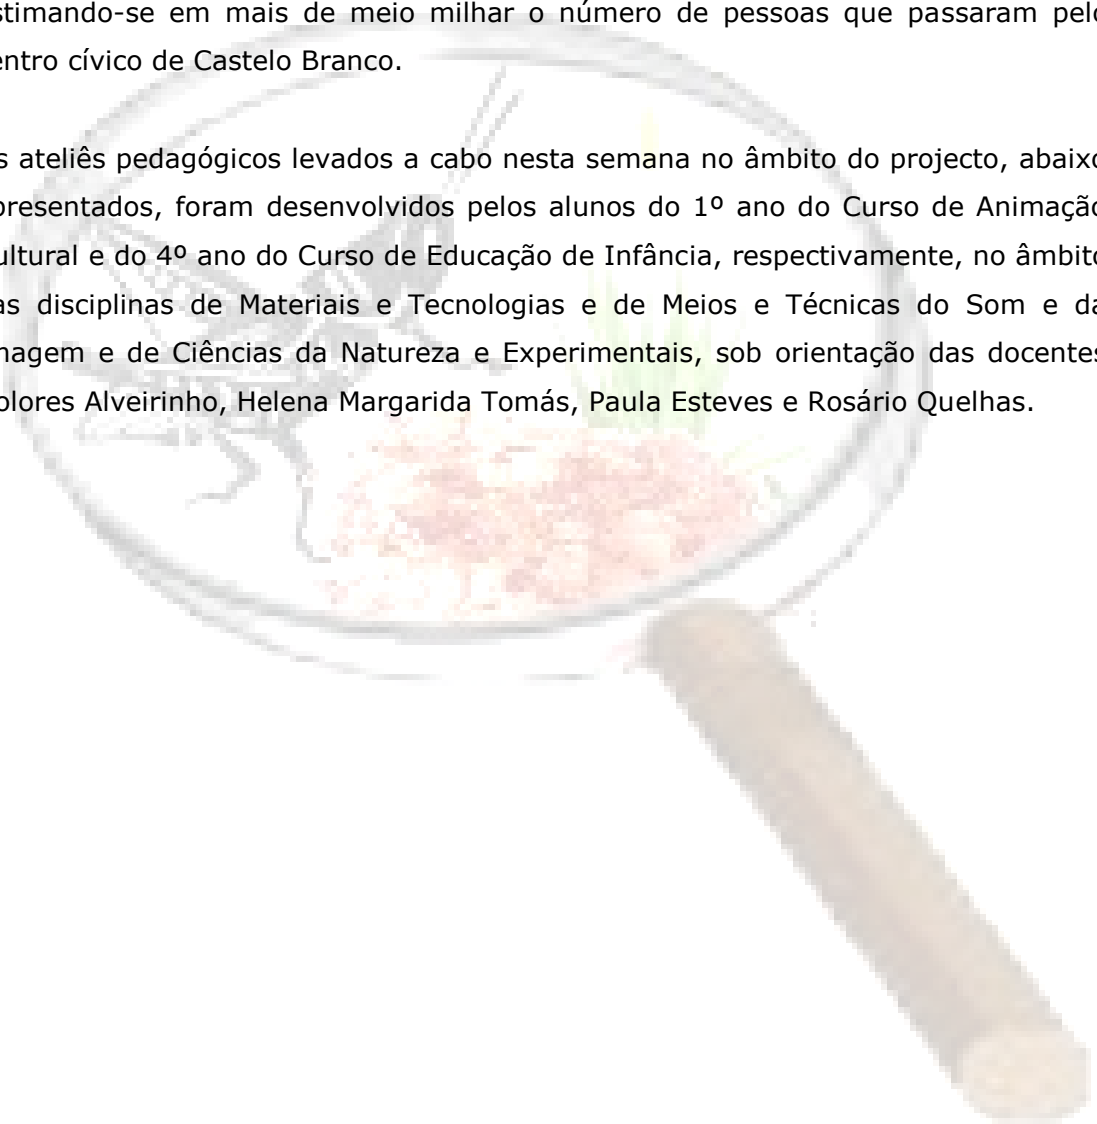 stimando-se em mais de meio milhar o número de pessoas que passaram pelo
entro cívico de Castelo Branco.
s ateliês pedagógicos levados a cabo nesta semana no âmbito do projecto, abaixo
presentados, foram desenvolvidos pelos alunos do 1º ano do Curso de Animação
ultural e do 4º ano do Curso de Educação de Infância, respectivamente, no âmbito
as disciplinas de Materiais e Tecnologias e de Meios e Técnicas do Som e da
magem e de Ciências da Natureza e Experimentais, sob orientação das docentes
olores Alveirinho, Helena Margarida Tomás, Paula Esteves e Rosário Quelhas.